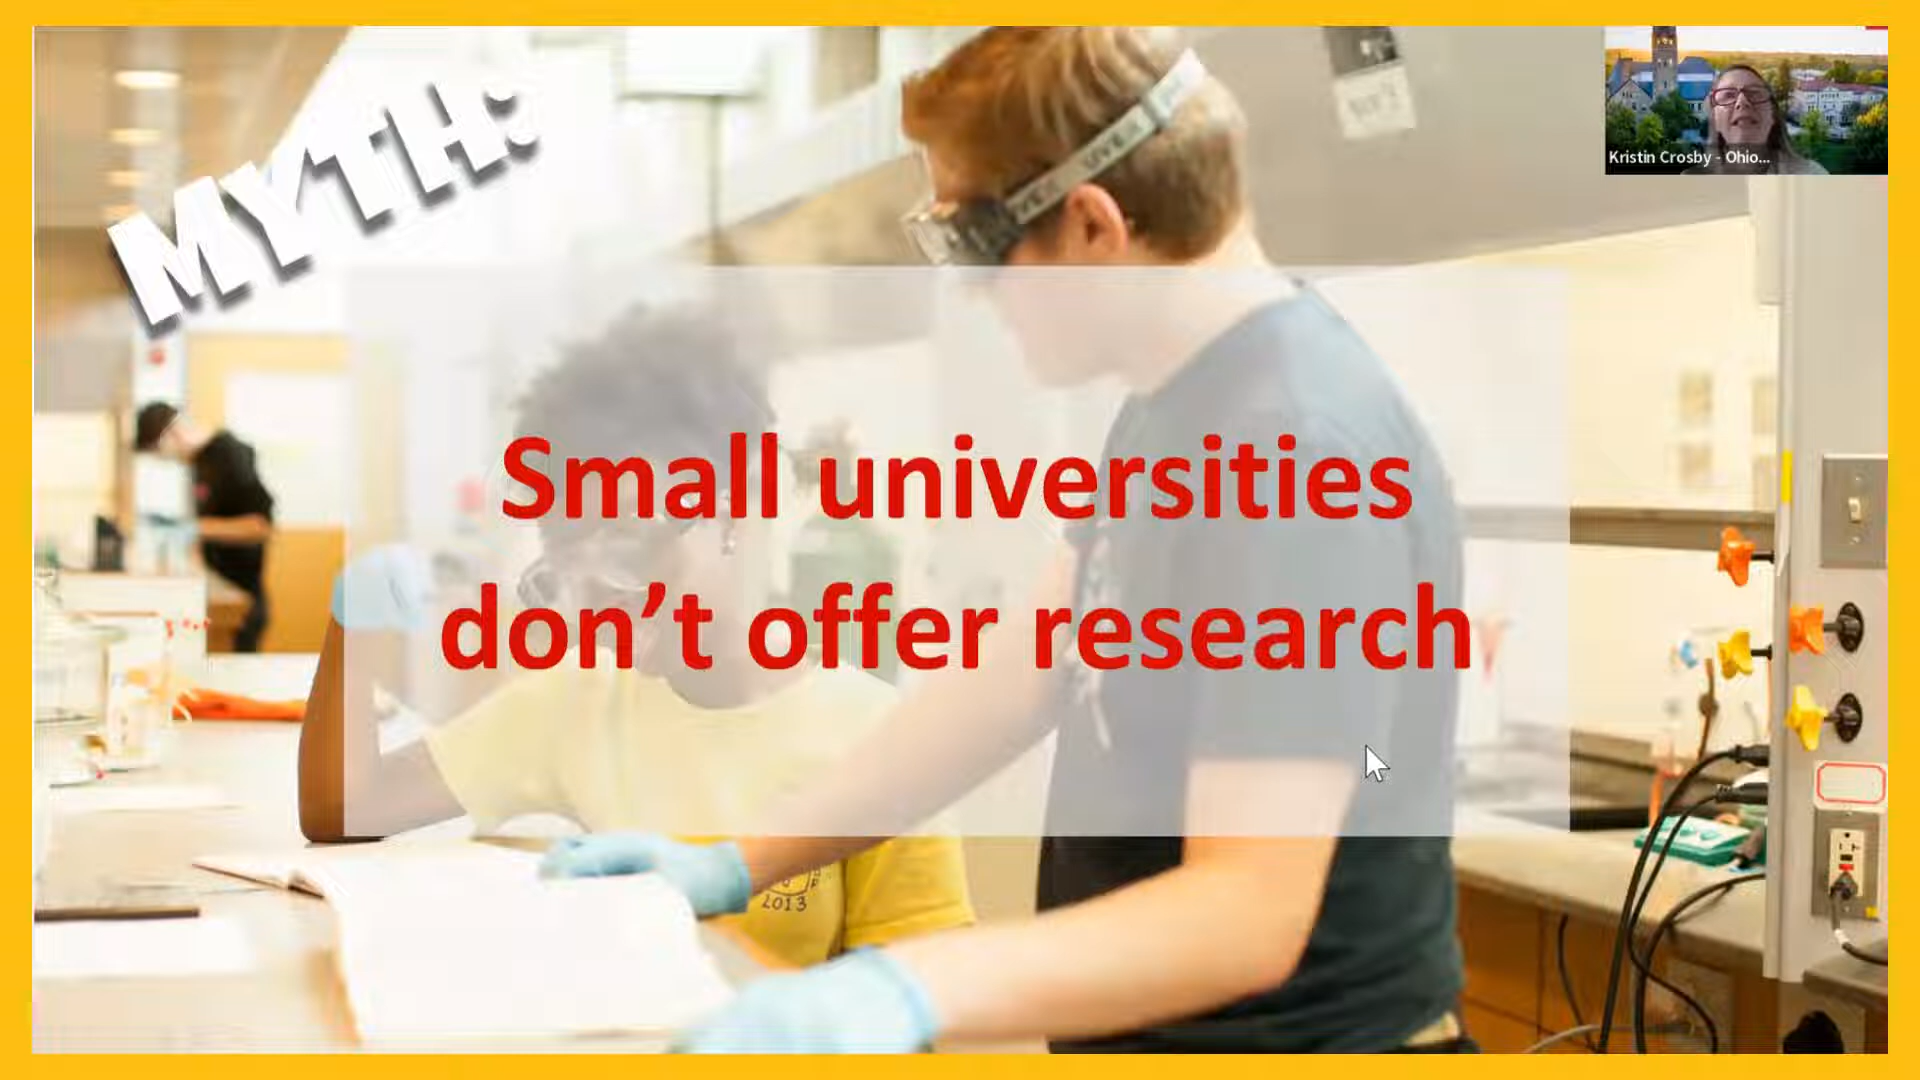 MYTH:
Kristin Crosby - Ohio...
Small universities
don’t offer research
2013